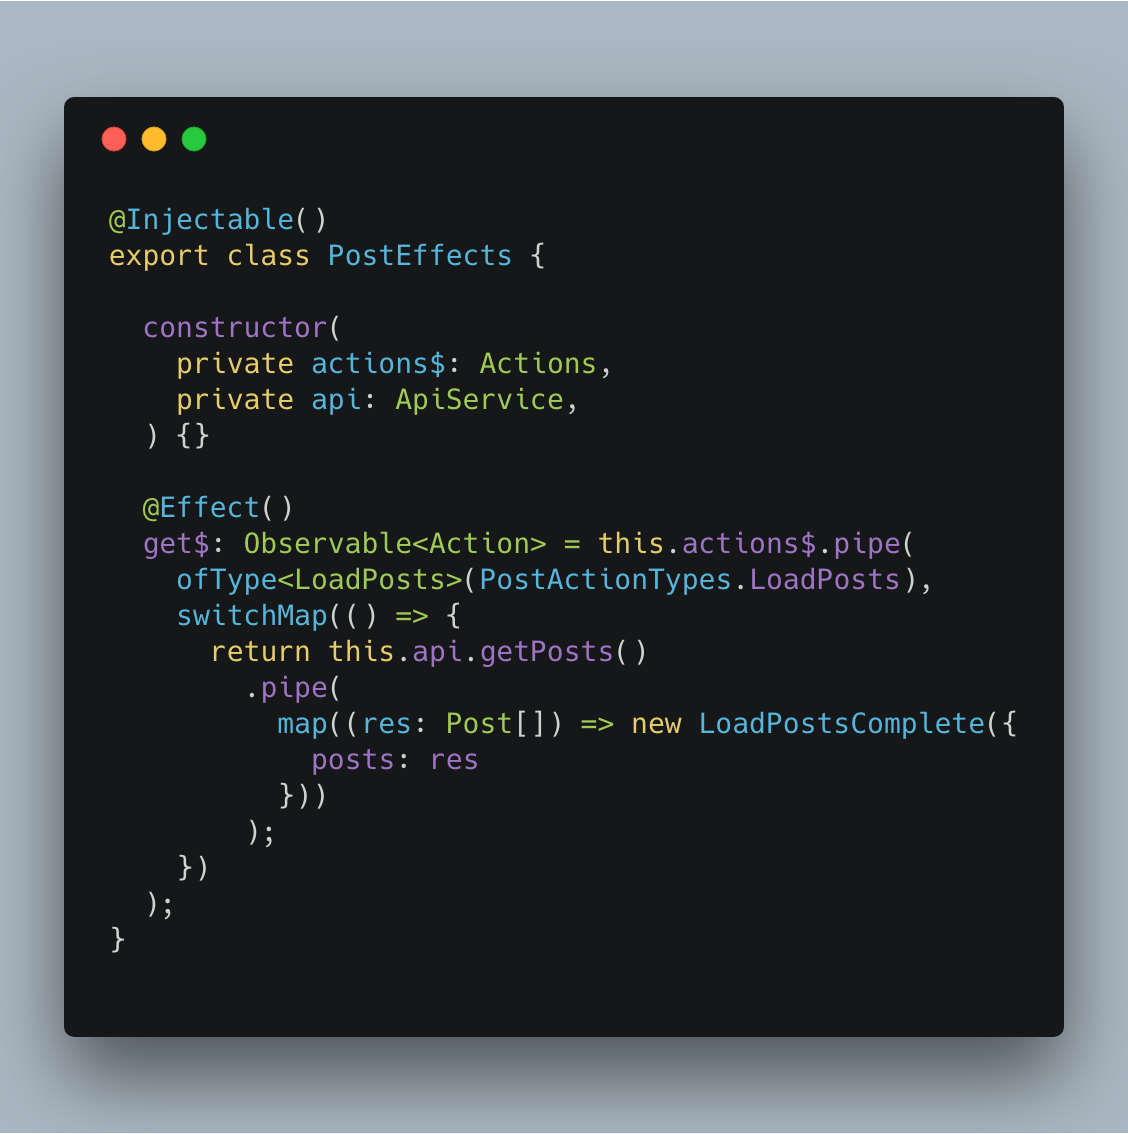 @Injectable()
export class PostEffects {
  constructor(
    private actions$: Actions,
    private api: ApiService,
  ) {}
  @Effect()
  get$: Observable<Action> = this.actions$.pipe(
    ofType<LoadPosts>(PostActionTypes.LoadPosts),
    switchMap(() => {
      return this.api.getPosts()
        .pipe(
          map((res: Post[]) => new LoadPostsComplete({
            posts: res
          }))
        );
    })
  );
}